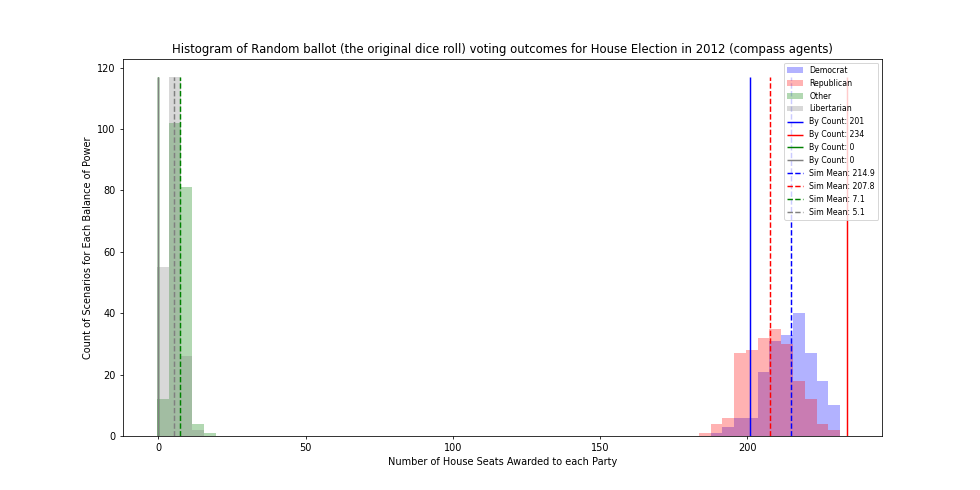 Histogram of Random ballot (the original dice roll) voting outcomes for House Election in 2012 (compass agents)
Count of Scenarios for Each Balance of Power
120
100
80
60
40
20
0
Democrat
Republican
Other
Libertarian
By Count: 201
By Count: 234
By Count: 0
By Count: 0
Sim Mean: 214.9
Sim Mean: 207.8
Sim Mean: 7.1
Sim Mean: 5.1
0 50 100 150 200
Number of House Seats Awarded to each Party